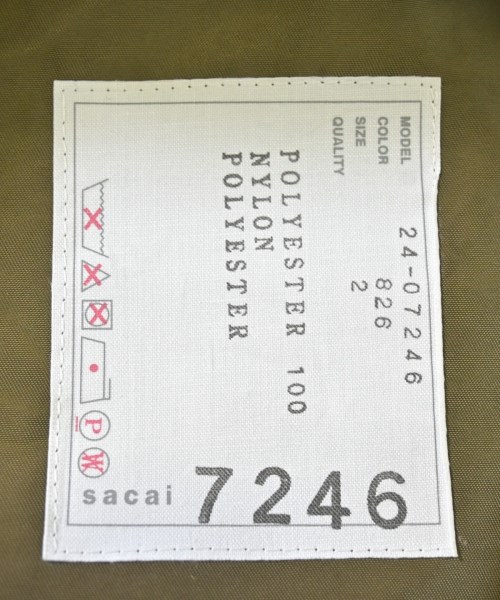 MODEL 24-07246
COLOR 826
SIZE 2
QUALITY
POLYESTER 100
NYLON
POLYESTER
P
W
sacai 7246